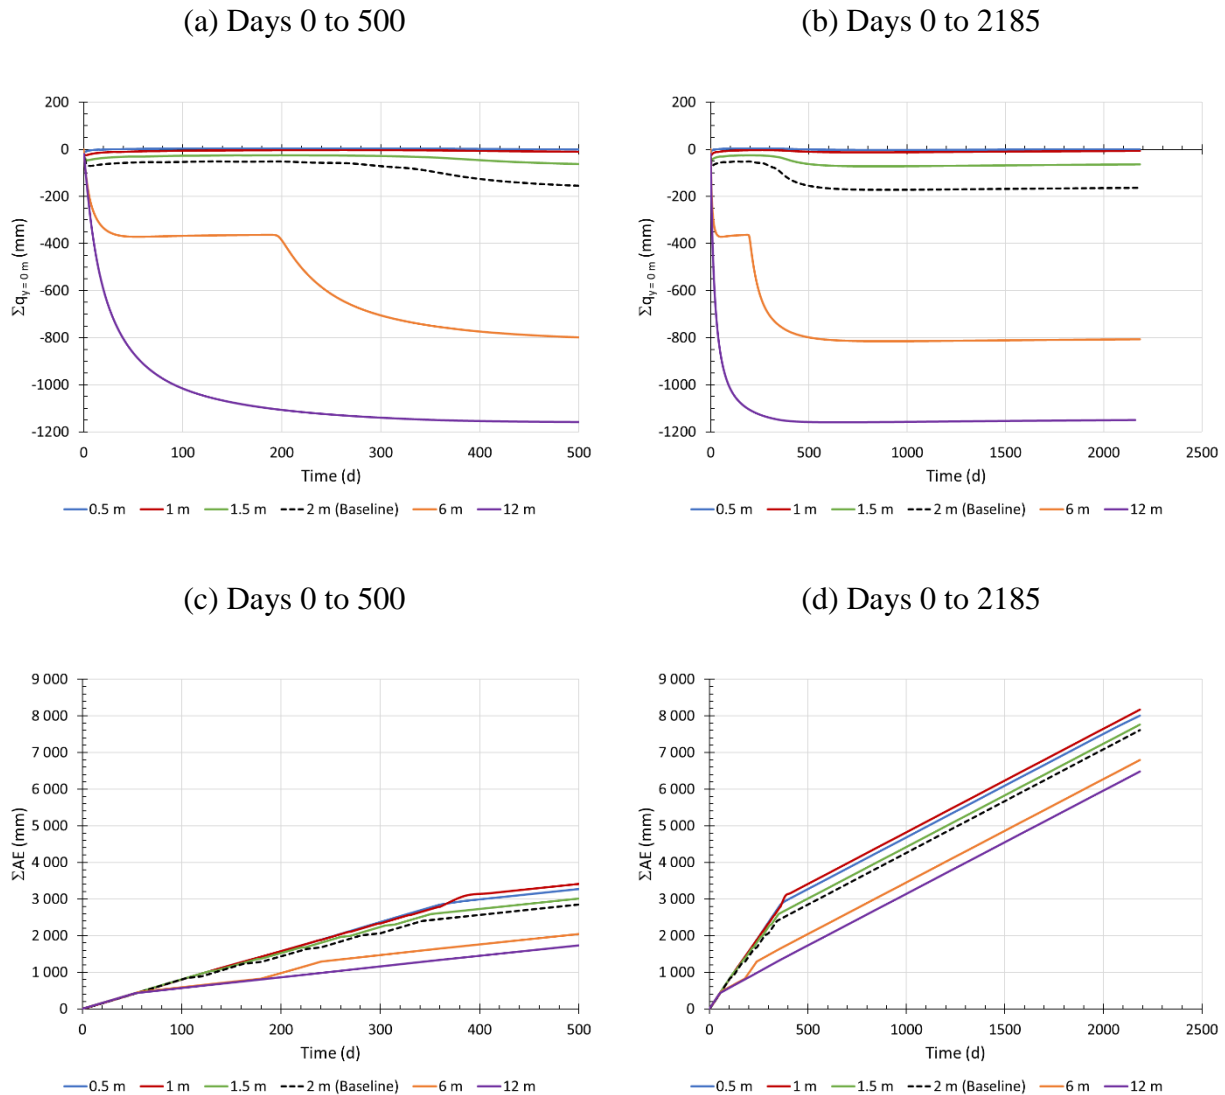 (a) Days 0 to 500
(b) Days 0 to 2185
200
0
-200
-400
-600
-800
-1000
-1200
Σq y = 0 m (mm)
0 100 200 300 400 500
Time (d)
0.5 m 1 m 1.5 m 2 m (Baseline) 6 m 12 m
200
0
-200
-400
-600
-800
-1000
-1200
Σq y = 0 m (mm)
0 500 1000 1500 2000 2500
Time (d)
0.5 m 1 m 1.5 m 2 m (Baseline) 6 m 12 m
(c) Days 0 to 500
(d) Days 0 to 2185
9 000
8 000
7 000
6 000
5 000
4 000
3 000
2 000
1 000
0
ΣAE (mm)
0 100 200 300 400 500
Time (d)
0.5 m 1 m 1.5 m 2 m (Baseline) 6 m 12 m
9 000
8 000
7 000
6 000
5 000
4 000
3 000
2 000
1 000
0
ΣAE (mm)
0 500 1000 1500 2000 2500
Time (d)
0.5 m 1 m 1.5 m 2 m (Baseline) 6 m 12 m